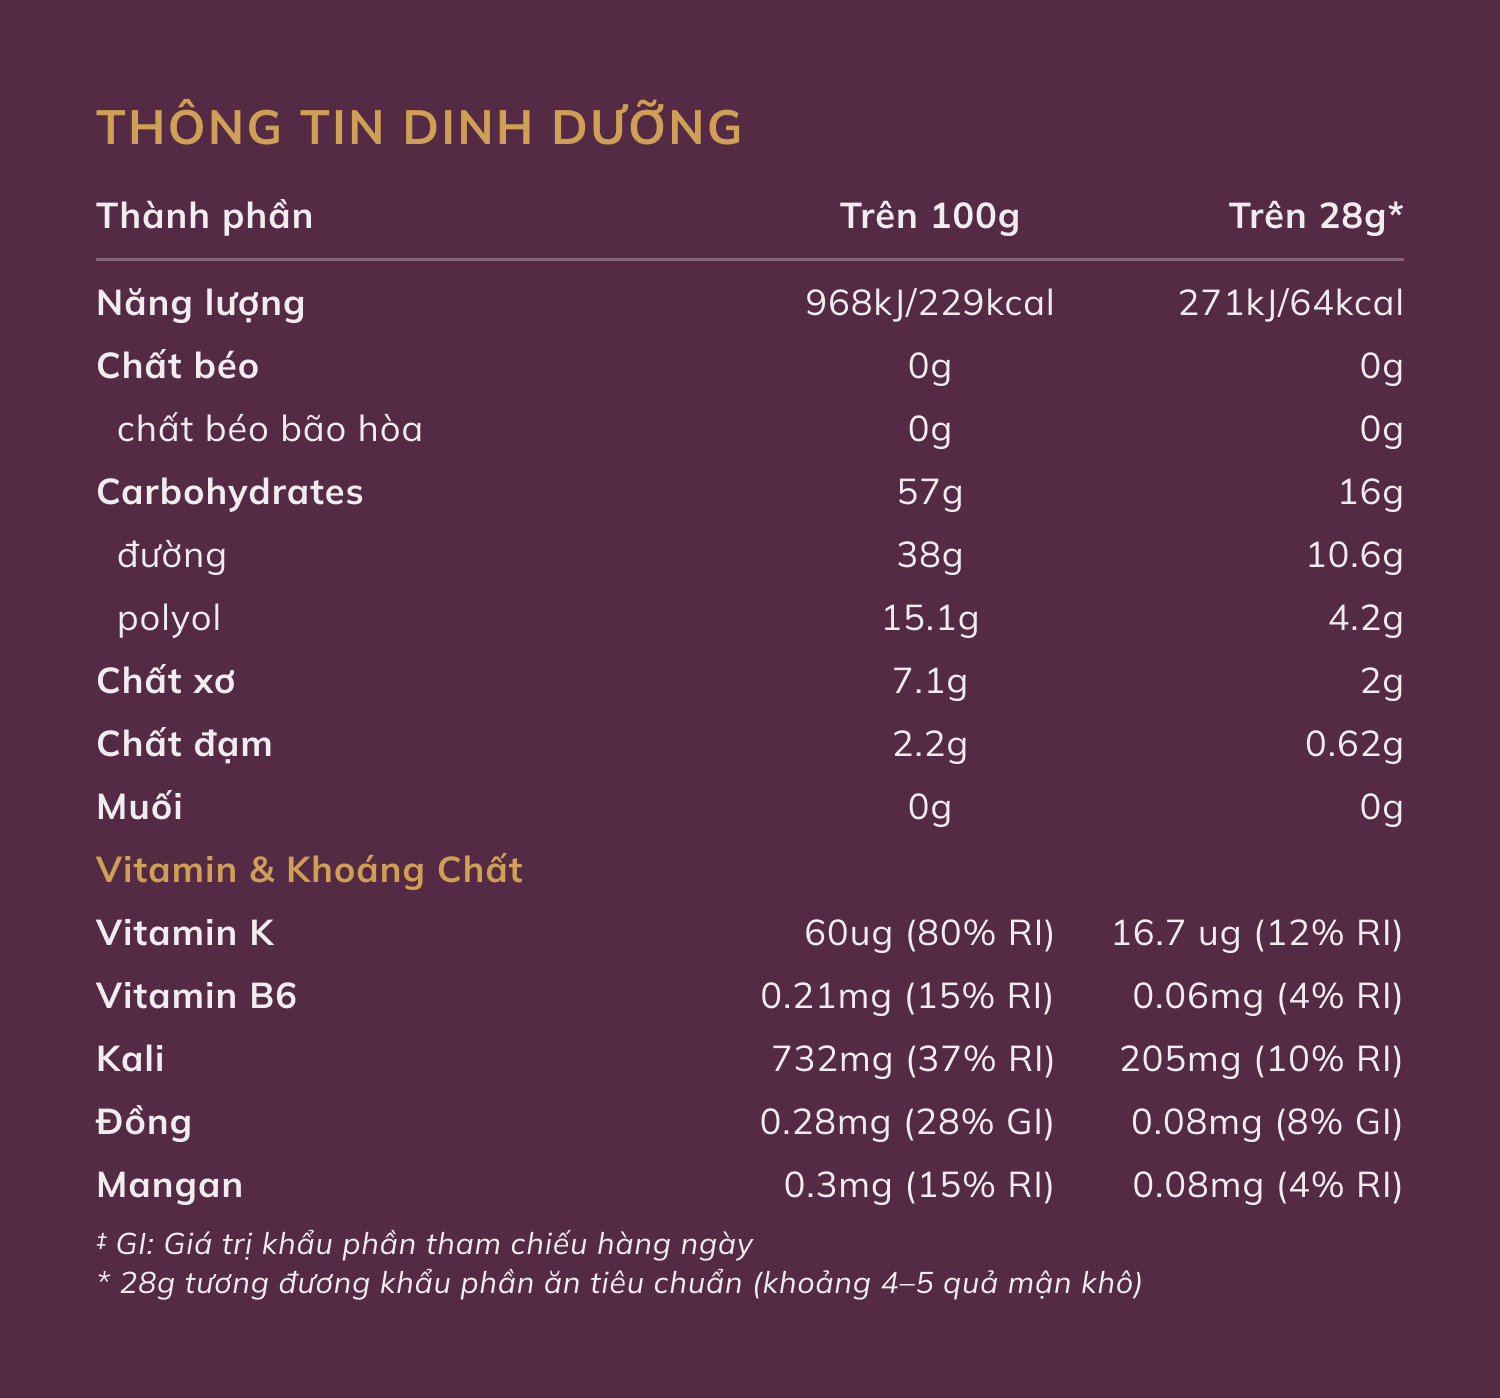 THÔNG TIN DINH DƯỠNG
Thành phần Trên 100g Trên 28g*
Năng lượng 968kJ/229kcal 271kJ/64kcal
Chất béo 0g 0g
chất béo bão hòa 0g 0g
Carbohydrates 57g 16g
đường 38g 10.6g
polyol 15.1g 4.2g
Chất xơ 7.1g 2g
Chất đạm 2.2g 0.62g
Muối 0g 0g
Vitamin & Khoáng Chất
Vitamin K 60ug (80% RI) 16.7 ug (12% RI)
Vitamin B6 0.21mg (15% RI) 0.06mg (4% RI)
Kali 732mg (37% RI) 205mg (10% RI)
Đồng 0.28mg (28% GI) 0.08mg (8% GI)
Mangan 0.3mg (15% RI) 0.08mg (4% RI)
‡ GI: Giá trị khẩu phần tham chiếu hàng ngày
* 28g tương đương khẩu phần ăn tiêu chuẩn (khoảng 4–5 quả mận khô)